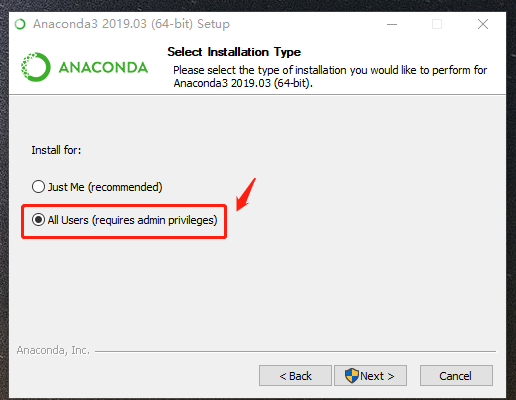 Anaconda3 2019.03 (64-bit) Setup
ANACONDA
Select Installation Type
Please select the type of installation you would like to perform for
Anaconda3 2019.03 (64-bit).
Install for:
Just Me (recommended)
All Users (requires admin privileges)
Anaconda, Inc.
< Back
Next >
Cancel